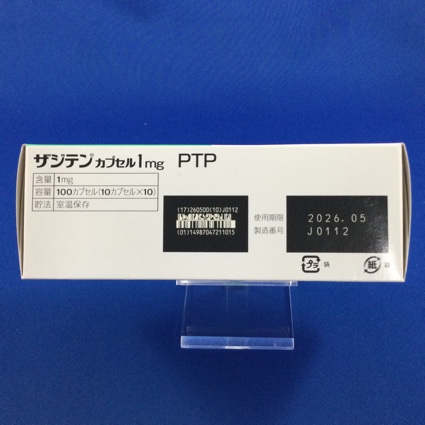 ザジテン® カプセル1mg PTP
含量 1mg
容量 100カプセル(10カプセル×10)
貯法 室温保存
(17)260500(10)J0112
(01)14987047211015
使用期限 2026.05
製造番号 J0112
プラ 袋
紙 箱